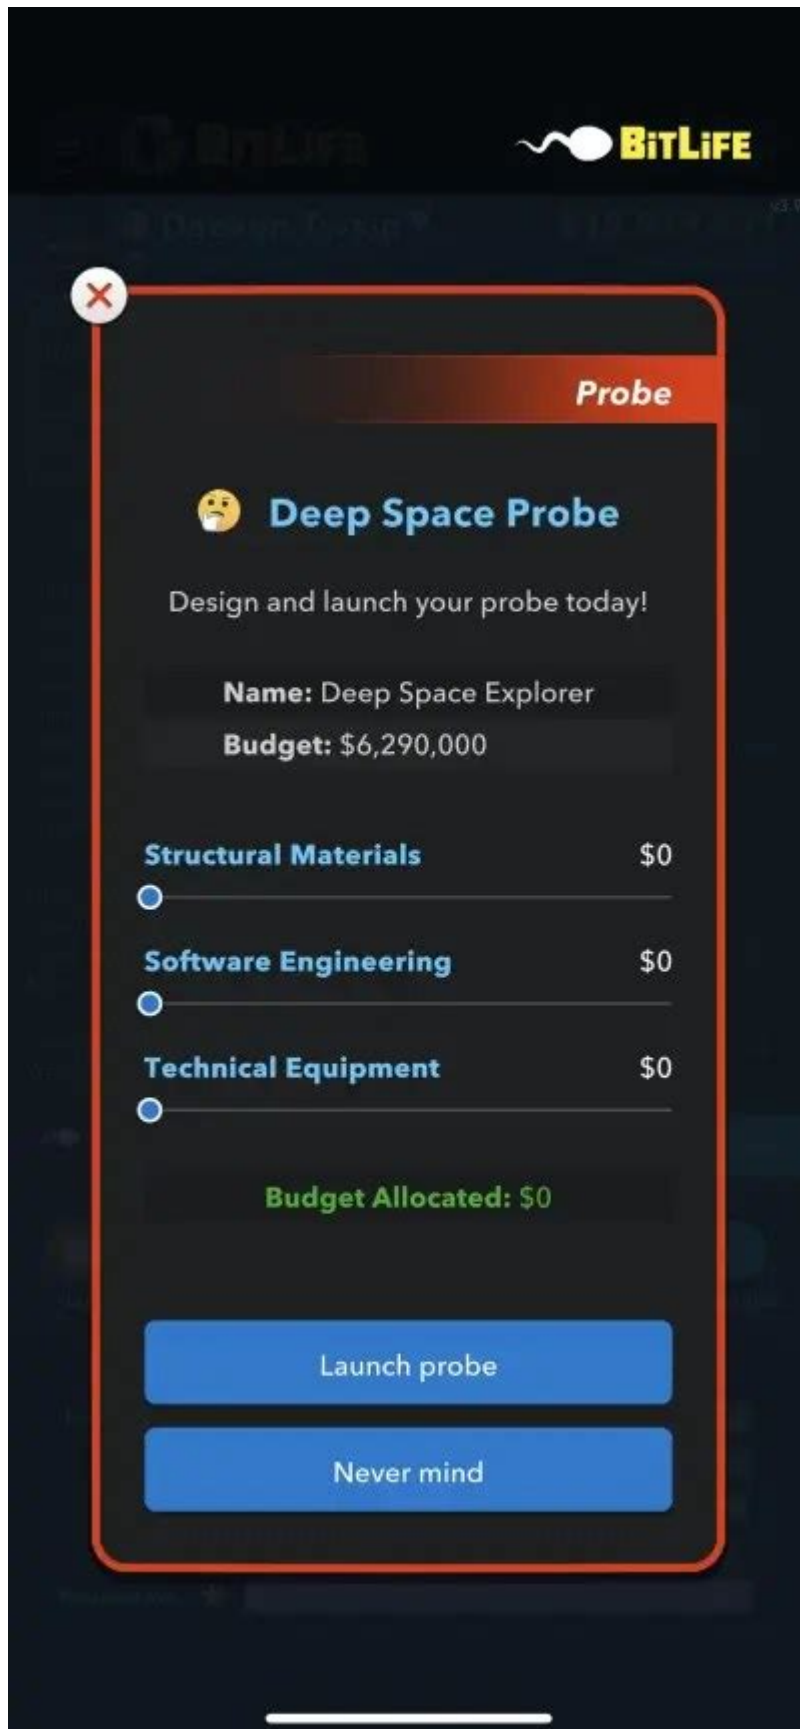 BitLife
Probe
Deep Space Probe
Design and launch your probe today!
Name: Deep Space Explorer
Budget: $6,290,000
Structural Materials $0
Software Engineering $0
Technical Equipment $0
Budget Allocated: $0
Launch probe
Never mind